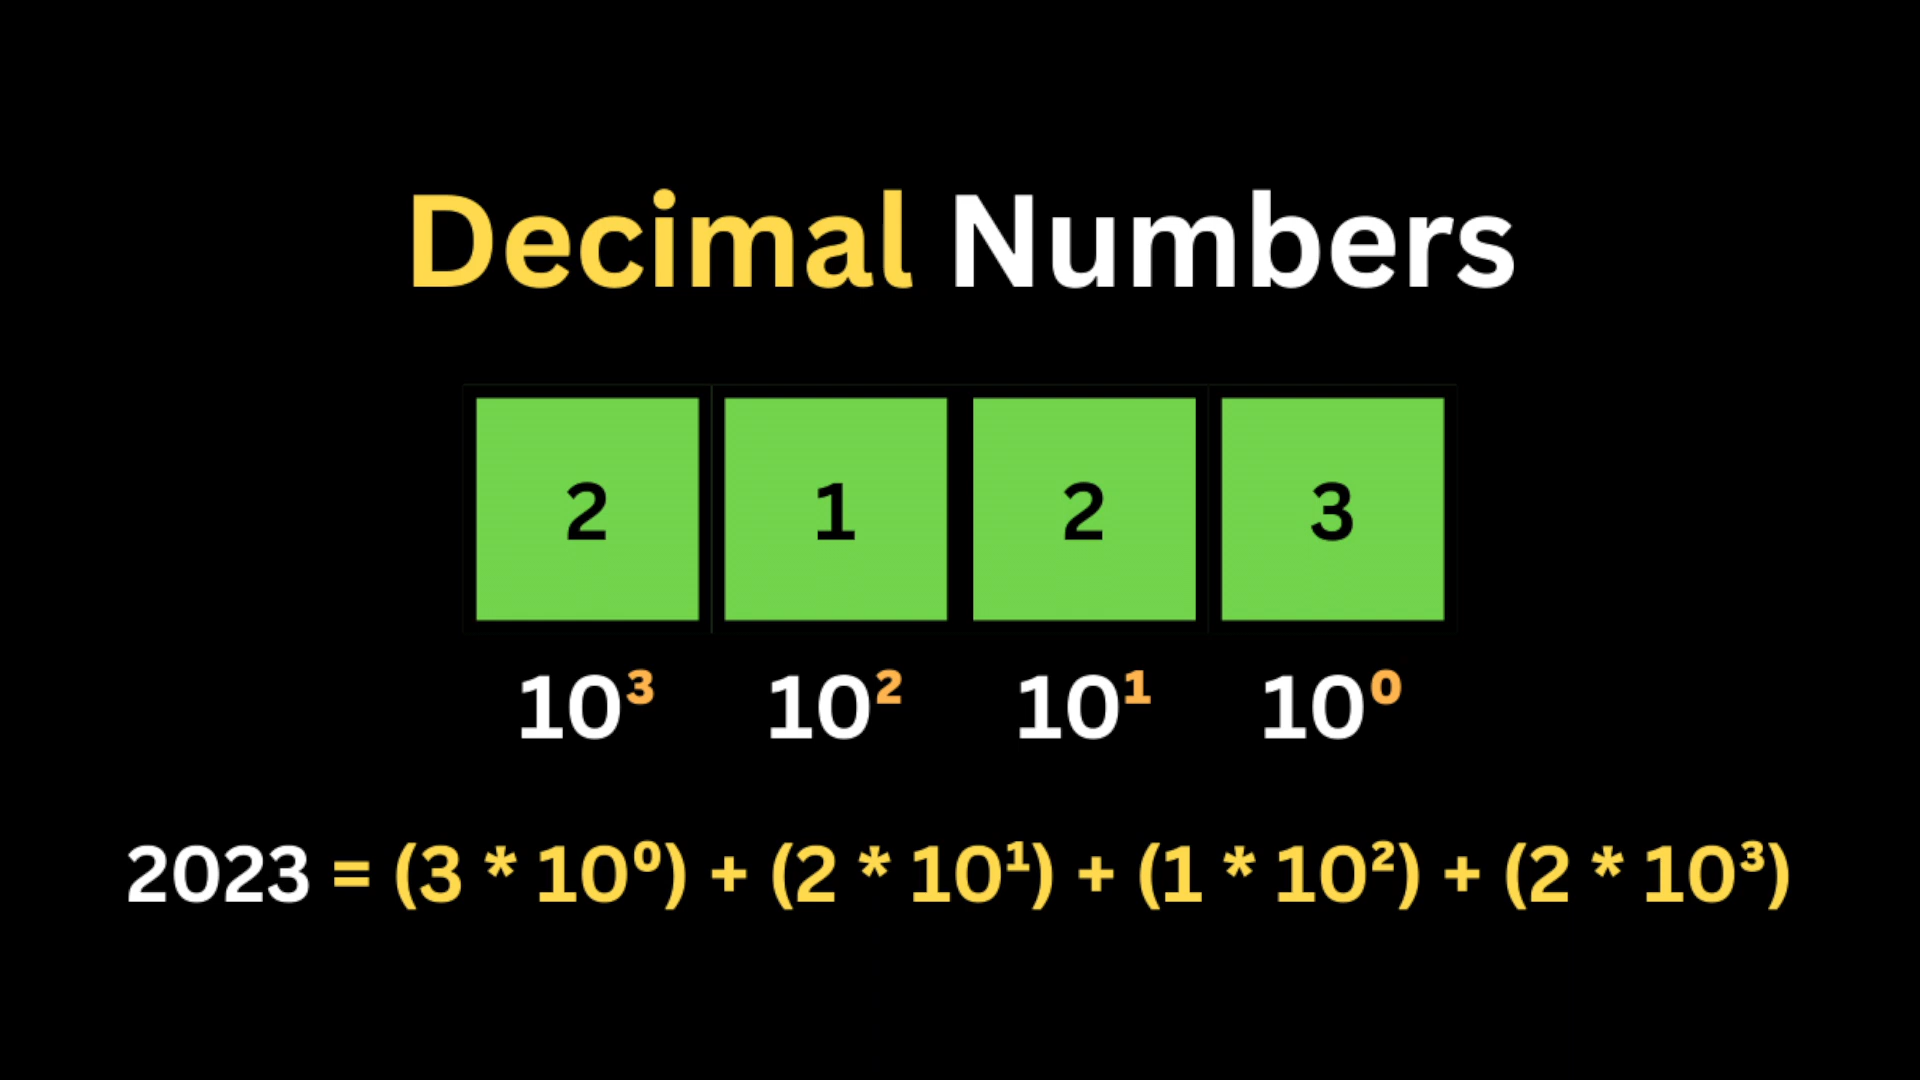 Decimal Numbers
2 1 2 3
10³ 10² 10¹ 10⁰
2023 = (3 * 10⁰) + (2 * 10¹) + (1 * 10²) + (2 * 10³)